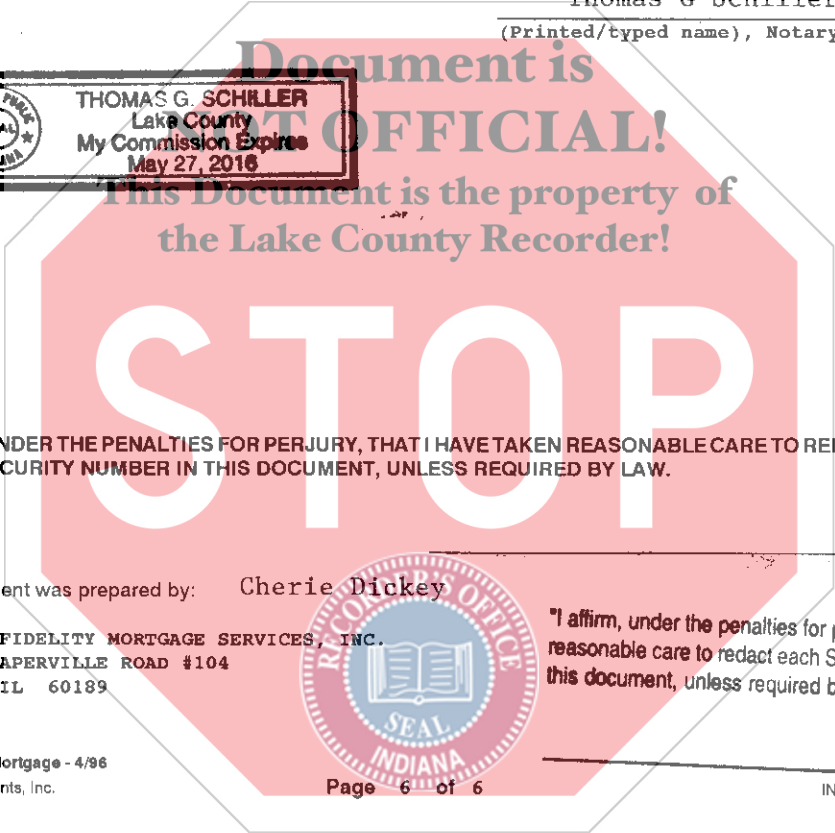 Thomas G Schiller
(Printed/typed name), Notary
Document is
NOT OFFICIAL!
This Document is the property of
the Lake County Recorder!
PUBLIC
THOMAS G. SCHILLER
Lake County
My Commission Expires
May 27, 2016
STOP
NDER THE PENALTIES FOR PERJURY, THAT I HAVE TAKEN REASONABLE CARE TO RE
CURITY NUMBER IN THIS DOCUMENT, UNLESS REQUIRED BY LAW.
ent was prepared by: Cherie Dickey
FIDELITY MORTGAGE SERVICES, INC.
APERVILLE ROAD #104
IL 60189
RECORDER'S OFFICE
SEAL
INDIANA
"I affirm, under the penalties for p
reasonable care to redact each S
this document, unless required b
ortgage - 4/96
nts, Inc.
Page 6 of 6
IN